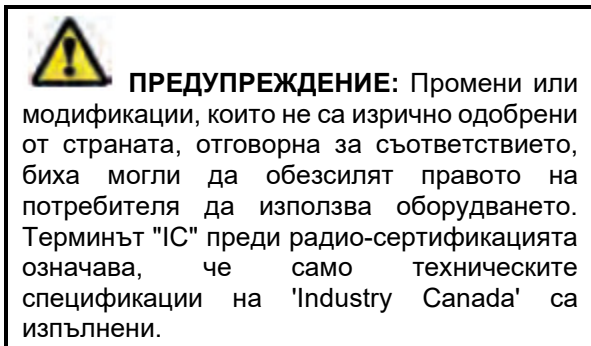 ПРЕДУПРЕЖДЕНИЕ: Промени или
модификации, които не са изрично одобрени
от страната, отговорна за съответствието,
биха могли да обезсилят правото на
потребителя да използва оборудването.
Терминът "IC" преди радио-сертификацията
означава, че само техническите
спецификации на 'Industry Canada' са
изпълнени.